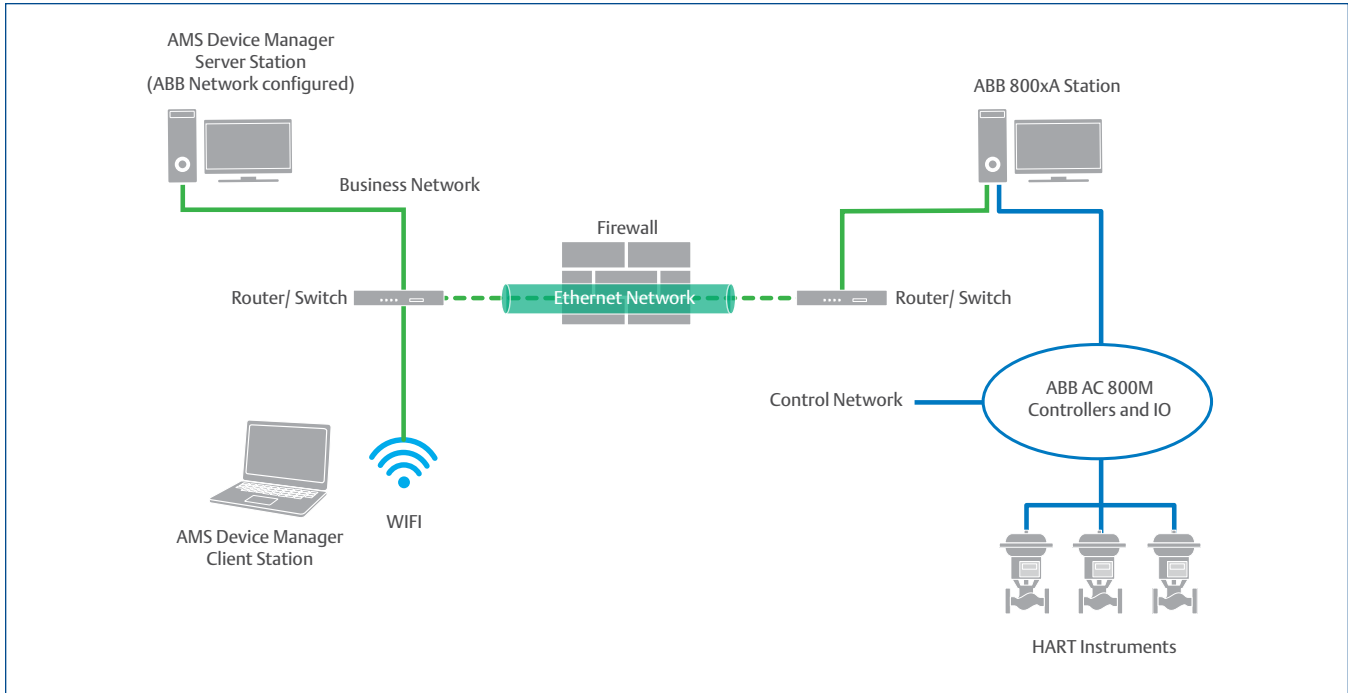 AMS Device Manager
Server Station
(ABB Network configured)
ABB 800xA Station
Business Network
Firewall
Router/ Switch
Ethernet Network
Router/ Switch
Control Network
ABB AC 800M
Controllers and IO
WIFI
AMS Device Manager
Client Station
HART Instruments